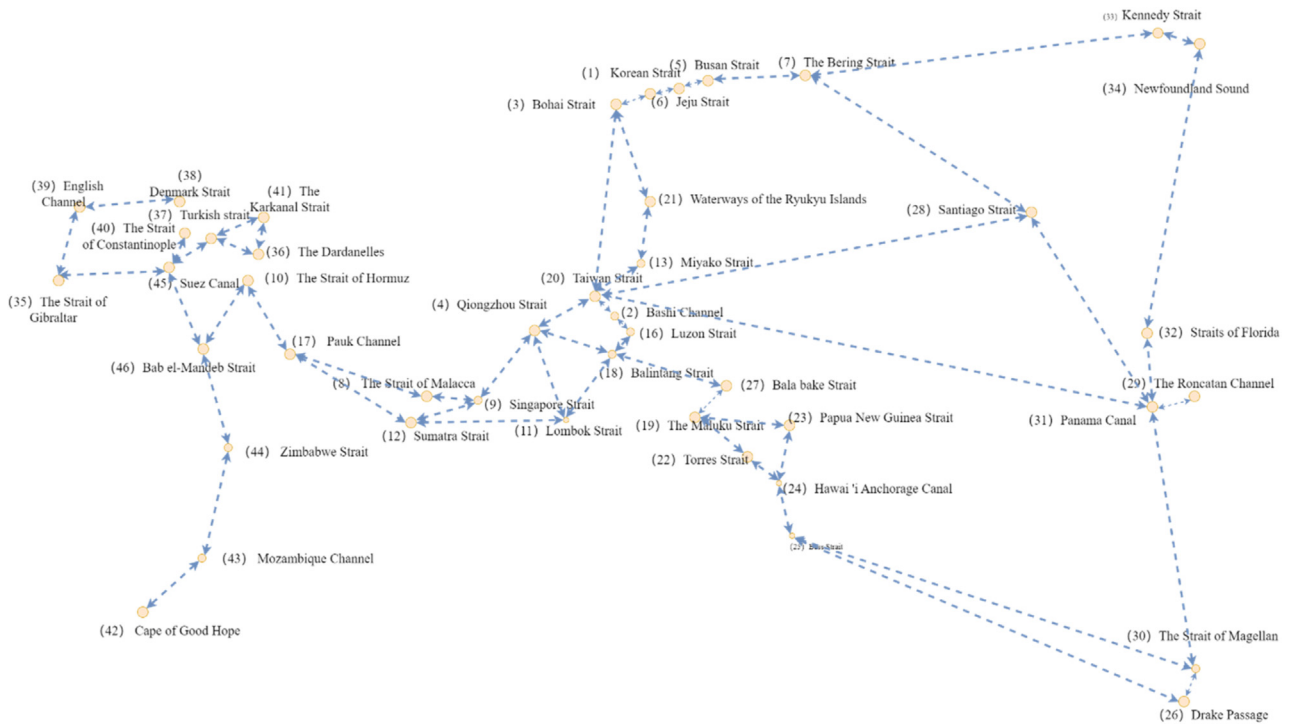 (33) Kennedy Strait
(5) Busan Strait
(7) The Bering Strait
(1) Korean Strait
(34) Newfoundland Sound
(3) Bohai Strait
(6) Jeju Strait
(38)
Denmark Strait
(39) English
Channel
(41) The
Karkanal Strait
(21) Waterways of the Ryukyu Islands
(37) Turkish strait
(28) Santiago Strait
(40) The Strait
of Constantinople
(36) The Dardanelles
(13) Miyako Strait
(45) Suez Canal
(10) The Strait of Hormuz
(20) Taiwan Strait
(35) The Strait of
Gibraltar
(4) Qiongzhou Strait
(2) Bashi Channel
(16) Luzon Strait
(32) Straits of Florida
(17) Pauk Channel
(46) Bab el-Mandeb Strait
(18) Balintang Strait
(8) The Strait of Malacca
(27) Bala bake Strait
(29) The Roncatan Channel
(9) Singapore Strait
(31) Panama Canal
(12) Sumatra Strait
(11) Lombok Strait
(19) The Maluku Strait
(23) Papua New Guinea Strait
(44) Zimbabwe Strait
(22) Torres Strait
(24) Hawai 'i Anchorage Canal
(25) Bass Strait
(43) Mozambique Channel
(42) Cape of Good Hope
(30) The Strait of Magellan
(26) Drake Passage